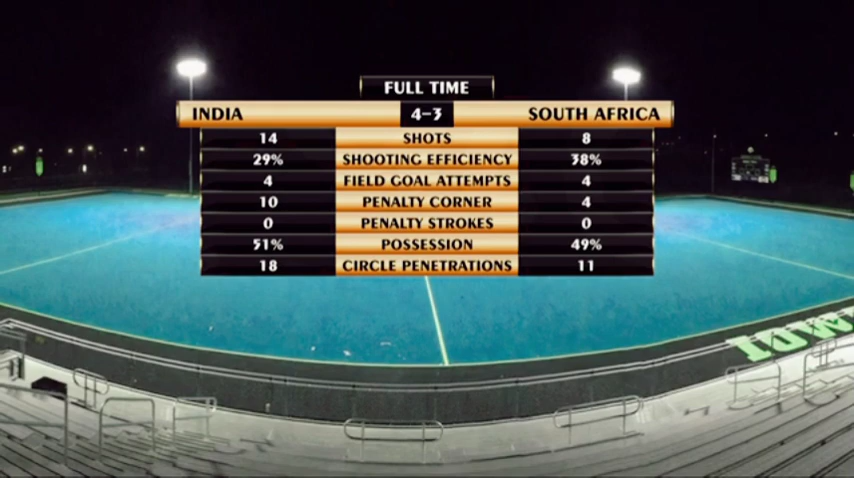 FULL TIME
INDIA 4-3 SOUTH AFRICA
14 SHOTS 8
29% SHOOTING EFFICIENCY 38%
4 FIELD GOAL ATTEMPTS 4
10 PENALTY CORNER 4
0 PENALTY STROKES 0
51% POSSESSION 49%
18 CIRCLE PENETRATIONS 11
IOW